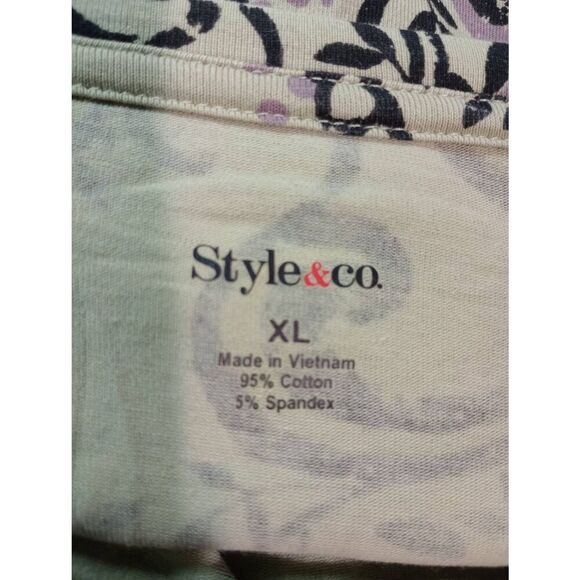 Style&co.
XL
Made in Vietnam
95% Cotton
5% Spandex